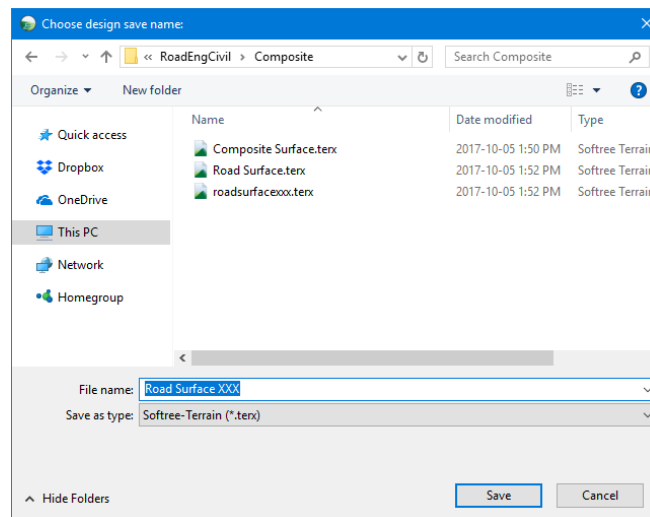 Choose design save name:
« RoadEngCivil › Composite
Search Composite
Organize
New folder
Name
Date modified
Type
Quick access
Dropbox
OneDrive
This PC
Network
Homegroup
Composite Surface.terx 2017-10-05 1:50 PM Softree Terrai
Road Surface.terx 2017-10-05 1:52 PM Softree Terrai
roadsurfacexxx.terx 2017-10-05 1:52 PM Softree Terrai
File name: Road Surface XXX
Save as type: Softree-Terrain (*.terx)
Hide Folders
Save
Cancel